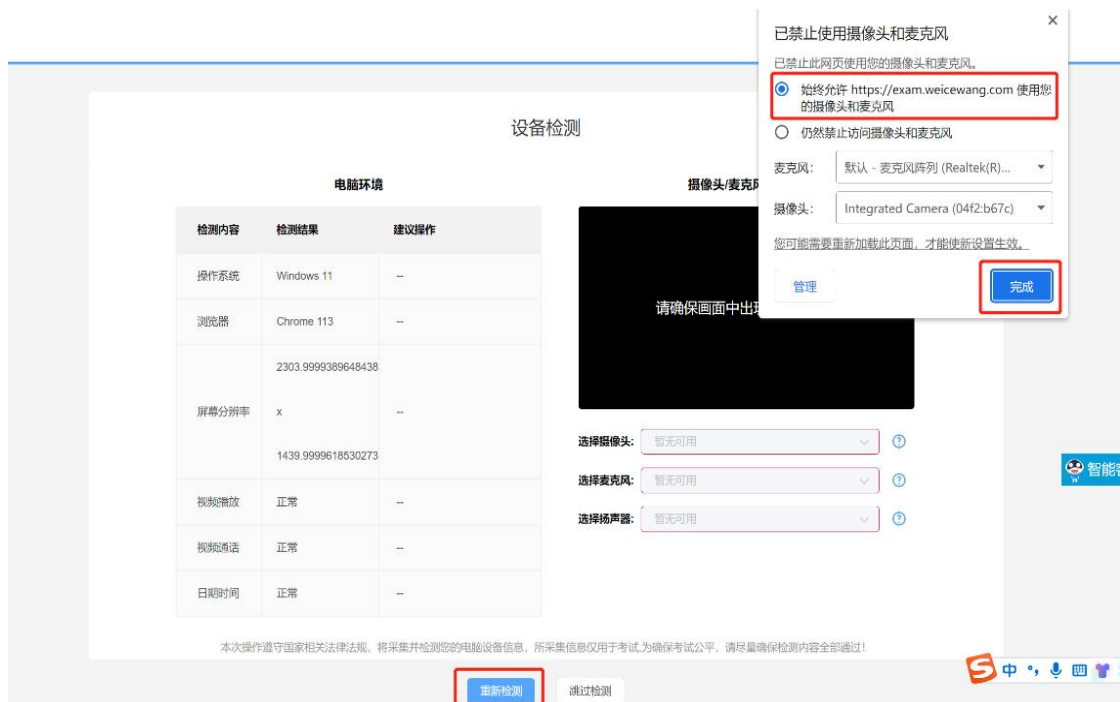 已禁止使用摄像头和麦克风
已禁止此网页使用您的摄像头和麦克风。
始终允许 https://exam.weicewang.com 使用您
的摄像头和麦克风
仍然禁止访问摄像头和麦克风
麦克风： 默认 - 麦克风阵列 (Realtek(R)...
摄像头： Integrated Camera (04f2:b67c)
您可能需要重新加载此页面，才能使新设置生效。
管理 完成
设备检测
电脑环境
检测内容 检测结果 建议操作
操作系统 Windows 11 --
浏览器 Chrome 113 --
2303.9999389648438
屏幕分辨率 x --
1439.9999618530273
视频播放 正常 --
视频通话 正常 --
日期时间 正常 --
摄像头/麦克风
请确保画面中出现
选择摄像头: 暂无可用
选择麦克风: 暂无可用
选择扬声器: 暂无可用
本次操作遵守国家相关法律法规，将采集并检测您的电脑设备信息，所采集信息仅用于考试,为确保考试公平，请尽量确保检测内容全部通过！
重新检测 跳过检测
智能客
中